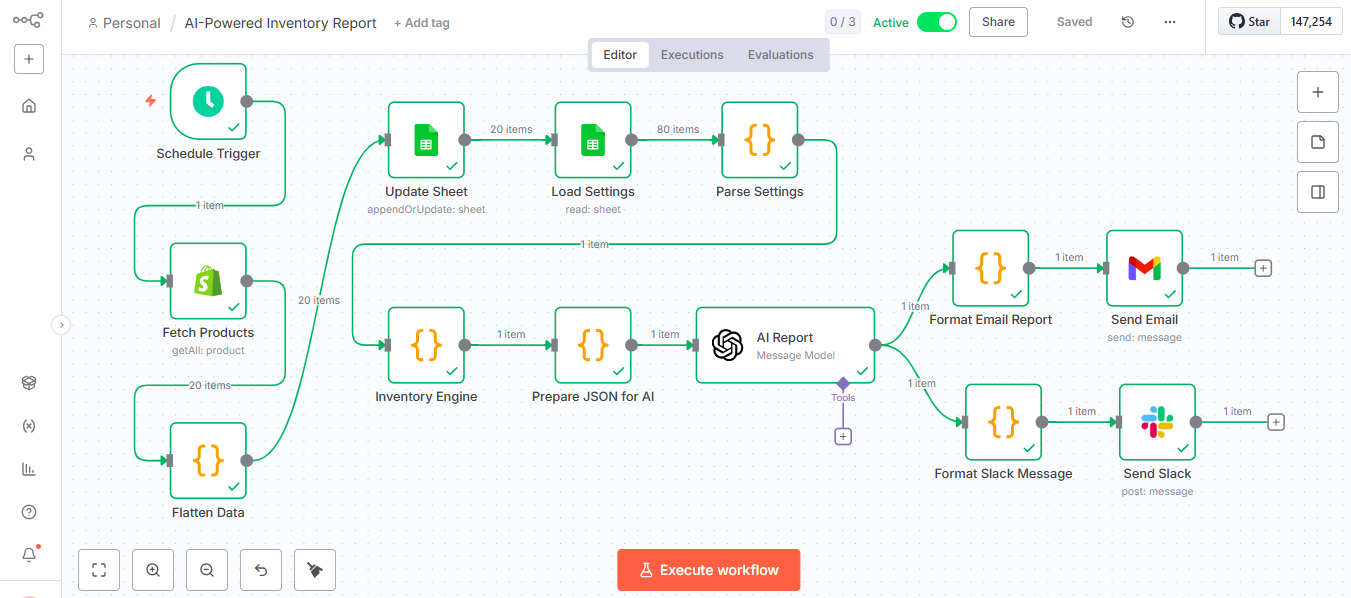 Personal / AI-Powered Inventory Report + Add tag
0 / 3 Active Share Saved Star 147,254
Editor Executions Evaluations
Schedule Trigger
1 item
Fetch Products
getAll: product
20 items
Flatten Data
20 items
Update Sheet
appendOrUpdate: sheet
20 items
Load Settings
read: sheet
80 items
Parse Settings
1 item
Inventory Engine
1 item
Prepare JSON for AI
1 item
AI Report
Message Model
Tools
1 item
Format Email Report
1 item
Send Email
send: message
1 item
1 item
Format Slack Message
1 item
Send Slack
post: message
1 item
Execute workflow